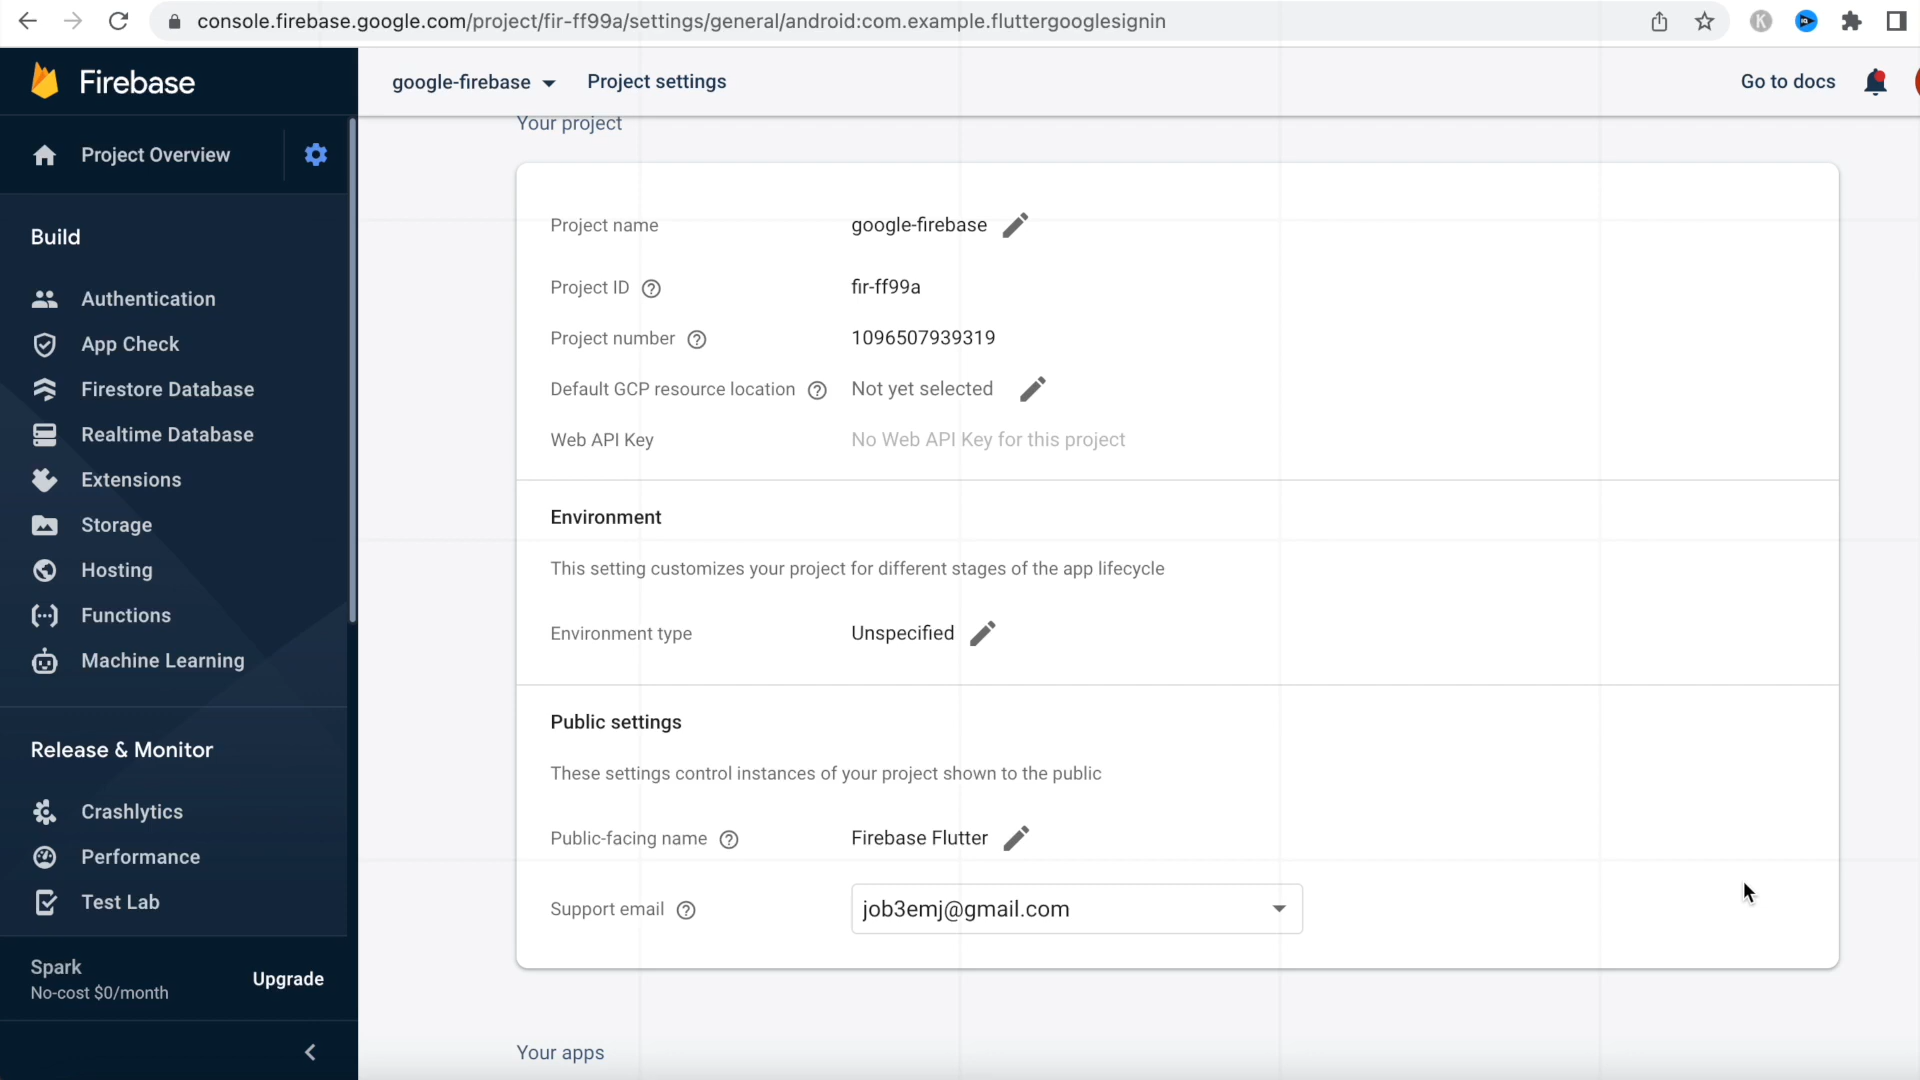 console.firebase.google.com/project/fir-ff99a/settings/general/android:com.example.fluttergooglesignin
K
Firebase
google-firebase
Project settings
Go to docs
Your project
Project Overview
Project name
google-firebase
Build
Project ID
fir-ff99a
Authentication
Project number
1096507939319
App Check
Default GCP resource location
Not yet selected
Firestore Database
Web API Key
No Web API Key for this project
Realtime Database
Extensions
Environment
Storage
This setting customizes your project for different stages of the app lifecycle
Hosting
Functions
Environment type
Unspecified
Machine Learning
Public settings
Release & Monitor
These settings control instances of your project shown to the public
Crashlytics
Public-facing name
Firebase Flutter
Performance
Test Lab
Support email
job3emj@gmail.com
Spark
No-cost $0/month
Upgrade
Your apps